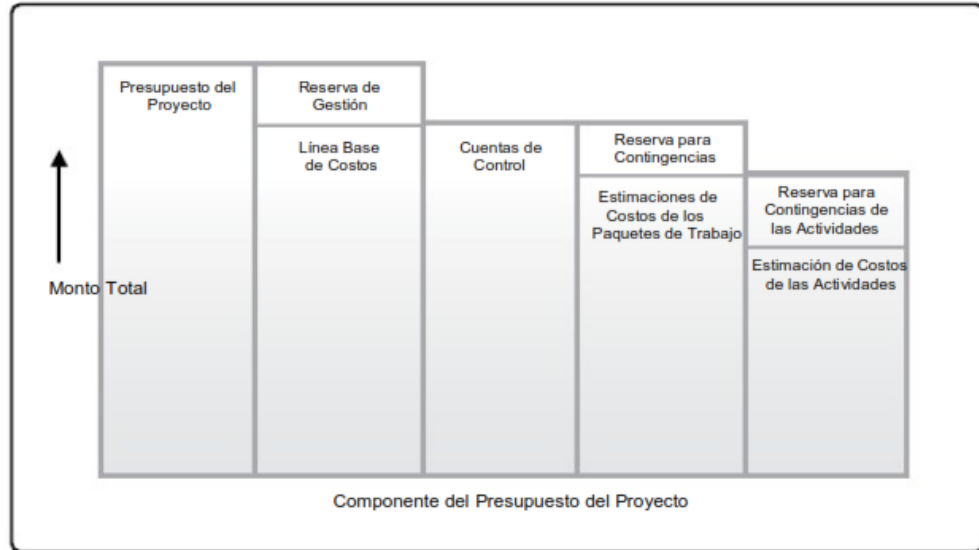 Presupuesto del
Proyecto
Reserva de
Gestión
Línea Base
de Costos
Cuentas de
Control
Reserva para
Contingencias
Estimaciones de
Costos de los
Paquetes de Trabajo
Reserva para
Contingencias de
las Actividades
Estimación de Costos
de las Actividades
Monto Total
Componente del Presupuesto del Proyecto